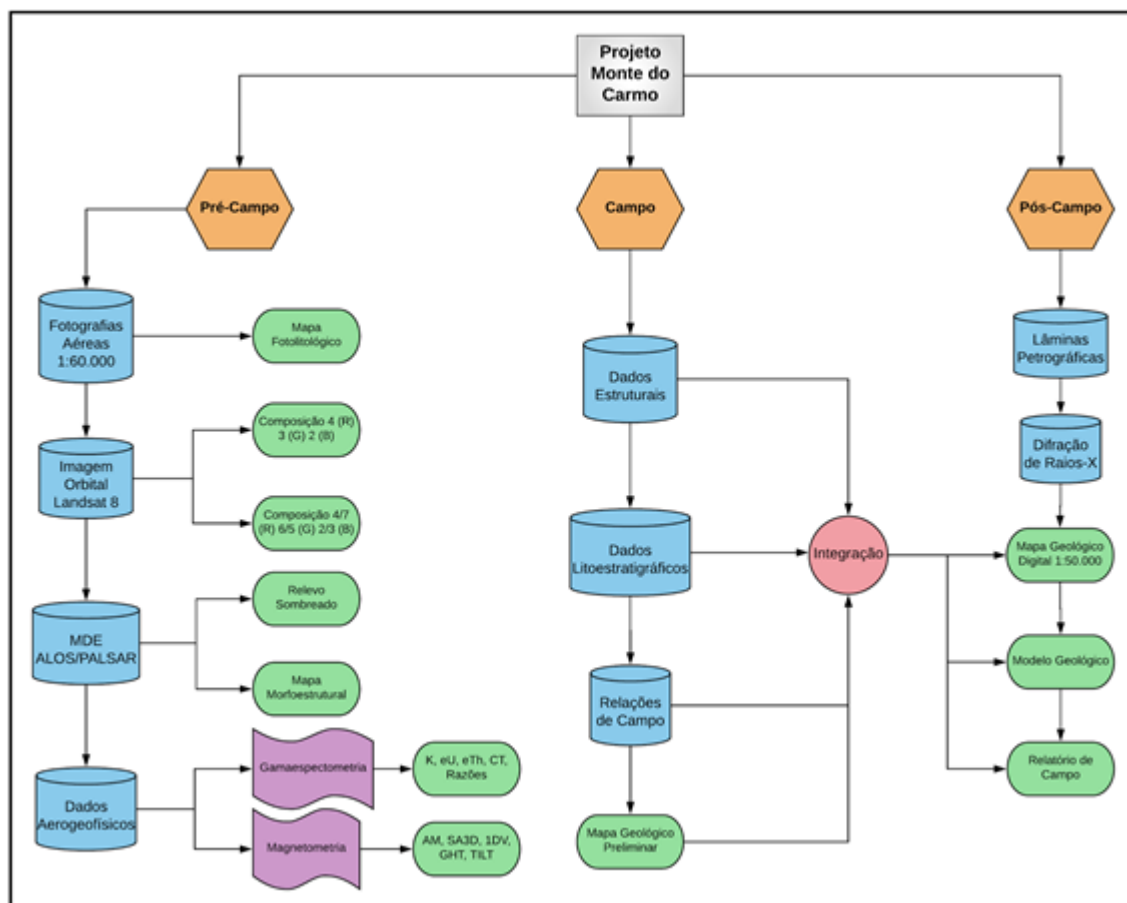 Projeto
Monte do
Carmo
Pré-Campo
Fotografias
Aéreas
1:60.000
Mapa
Fotolitológico
Imagem
Orbital
Landsat 8
Composição 4 (R)
3 (G) 2 (B)
Composição 4/7
(R) 6/5 (G) 2/3 (B)
MDE
ALOS/PALSAR
Relevo
Sombreado
Mapa
Morfoestrutural
Dados
Aerogeofísicos
Gamaespectometria
K, eU, eTh, CT,
Razões
Magnetometria
AM, SA3D, 1DV,
GHT, TILT
Campo
Dados
Estruturais
Dados
Litoestratigráficos
Relações
de Campo
Mapa Geológico
Preliminar
Integração
Pós-Campo
Lâminas
Petrográficas
Difração
de Raios-X
Mapa Geológico
Digital 1:50.000
Modelo Geológico
Relatório de
Campo